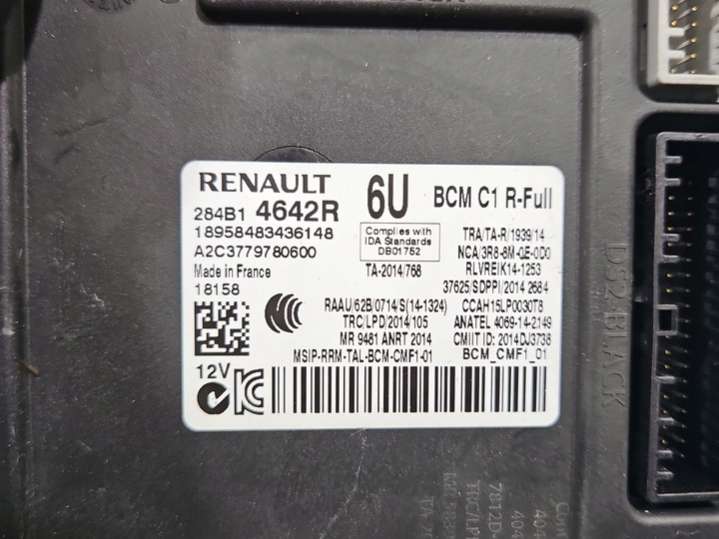 RENAULT 6U BCM C1 R-Full
284B1 4642R
18958483436148
A2C3779780600
Made in France
18158
Complies with
IDA Standards
DB01752
TA-2014/768
TRA/TA-R/1939/14
NCA/3R8-8M-0E-0D0
RLVREIK14-1253
37625/SDPPI/2014 2684
RAAU/62B/0714/S(14-1324) CCAH15LP0030T8
TRC/LPD/2014/105 ANATEL 4069-14-2149
MR 9481 ANRT 2014 CMIIT ID: 2014DJ3738
MSIP-RRM-TAL-BCM-CMF1-01 BCM_CMF1_01
12V
DS2/BLACK